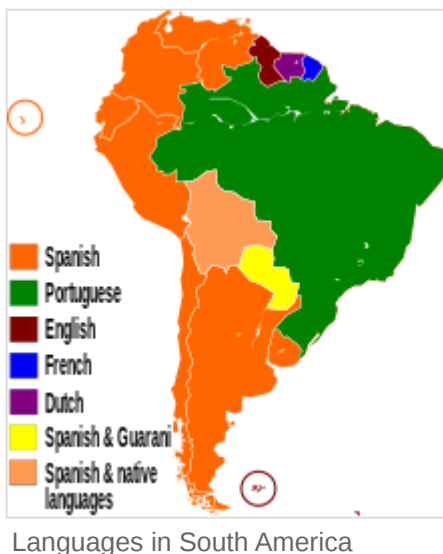 Spanish
Portuguese
English
French
Dutch
Spanish & Guarani
Spanish & native
languages
Languages in South America